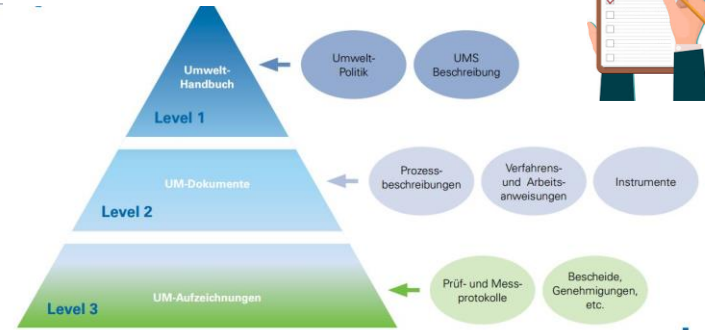 Umwelt-
Handbuch
Level 1
Umwelt-
Politik
UMS
Beschreibung
UM-Dokumente
Level 2
Prozess-
beschreibungen
Verfahrens-
und Arbeits-
anweisungen
Instrumente
UM-Aufzeichnungen
Level 3
Prüf- und Mess-
protokolle
Bescheide,
Genehmigungen,
etc.